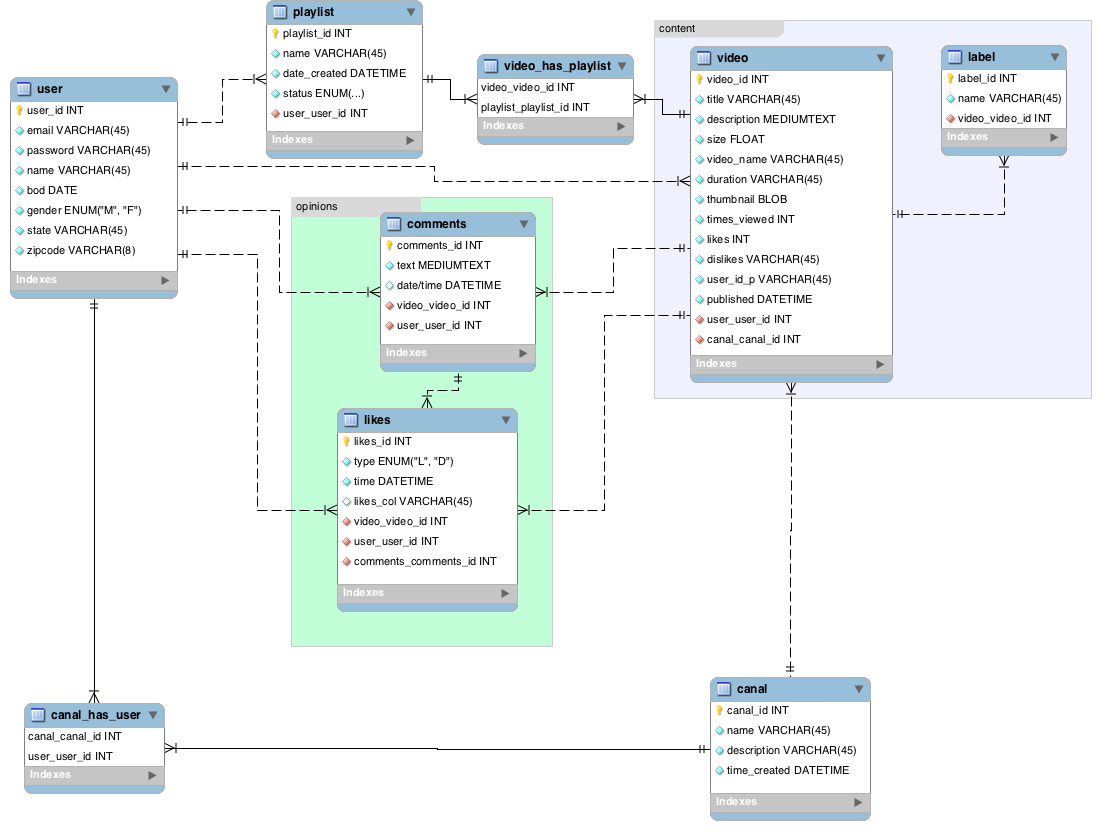 playlist
playlist_id INT
name VARCHAR(45)
date_created DATETIME
status ENUM(...)
user_user_id INT
Indexes
video_has_playlist
video_video_id INT
playlist_playlist_id INT
Indexes
content
video
video_id INT
title VARCHAR(45)
description MEDIUMTEXT
size FLOAT
video_name VARCHAR(45)
duration VARCHAR(45)
thumbnail BLOB
times_viewed INT
likes INT
dislikes VARCHAR(45)
user_id_p VARCHAR(45)
published DATETIME
user_user_id INT
canal_canal_id INT
Indexes
label
label_id INT
name VARCHAR(45)
video_video_id INT
Indexes
user
user_id INT
email VARCHAR(45)
password VARCHAR(45)
name VARCHAR(45)
bod DATE
gender ENUM("M", "F")
state VARCHAR(45)
zipcode VARCHAR(8)
Indexes
opinions
comments
comments_id INT
text MEDIUMTEXT
date/time DATETIME
video_video_id INT
user_user_id INT
Indexes
likes
likes_id INT
type ENUM("L", "D")
time DATETIME
likes_col VARCHAR(45)
video_video_id INT
user_user_id INT
comments_comments_id INT
Indexes
canal_has_user
canal_canal_id INT
user_user_id INT
Indexes
canal
canal_id INT
name VARCHAR(45)
description VARCHAR(45)
time_created DATETIME
Indexes